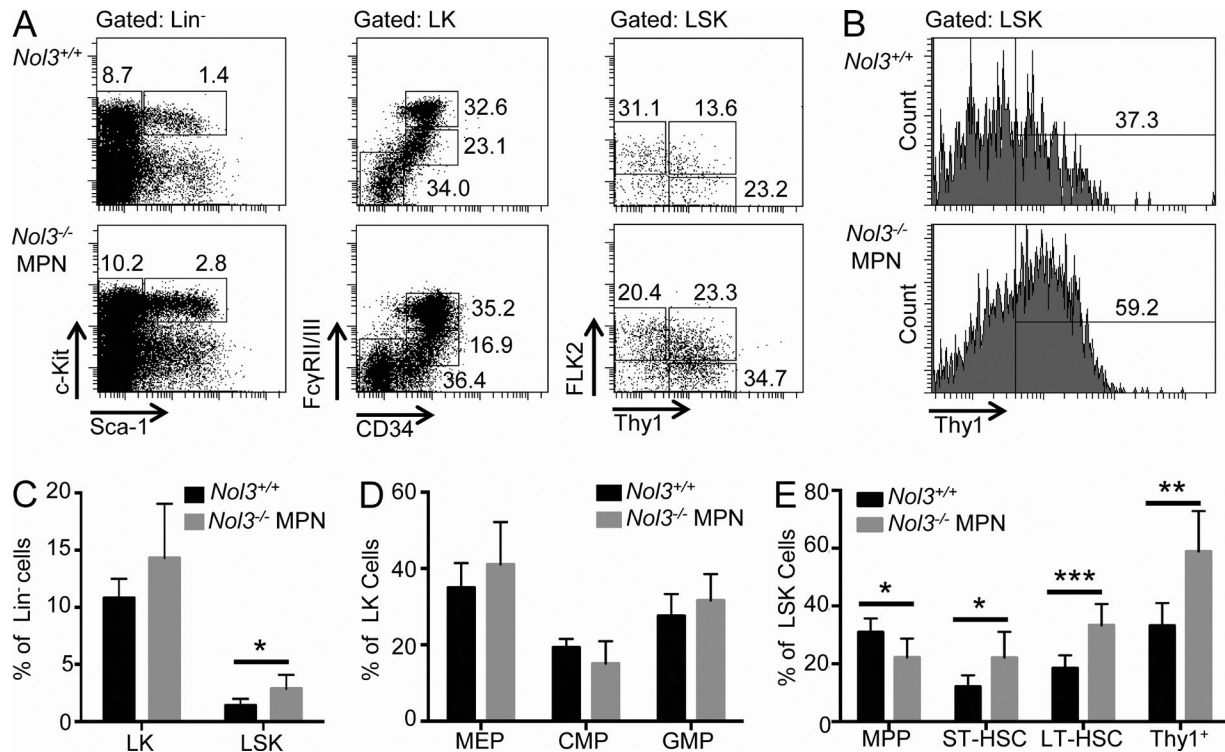 A
Gated: Lin-
Gated: LK
Gated: LSK
B
Gated: LSK
Nol3+/+
8.7
1.4
32.6
23.1
34.0
31.1
13.6
23.2
Nol3+/+
Count
37.3
Nol3-/-
MPN
10.2
2.8
35.2
16.9
36.4
20.4
23.3
34.7
Nol3-/-
MPN
Count
59.2
c-Kit
Sca-1
FcγRII/III
CD34
FLK2
Thy1
Thy1
C
% of Lin- cells
20
15
10
5
0
Nol3+/+
Nol3-/- MPN
*
LK
LSK
D
% of LK Cells
60
40
20
0
Nol3+/+
Nol3-/- MPN
MEP
CMP
GMP
E
% of LSK Cells
80
60
40
20
0
Nol3+/+
Nol3-/- MPN
*
*
***
**
MPP
ST-HSC
LT-HSC
Thy1+